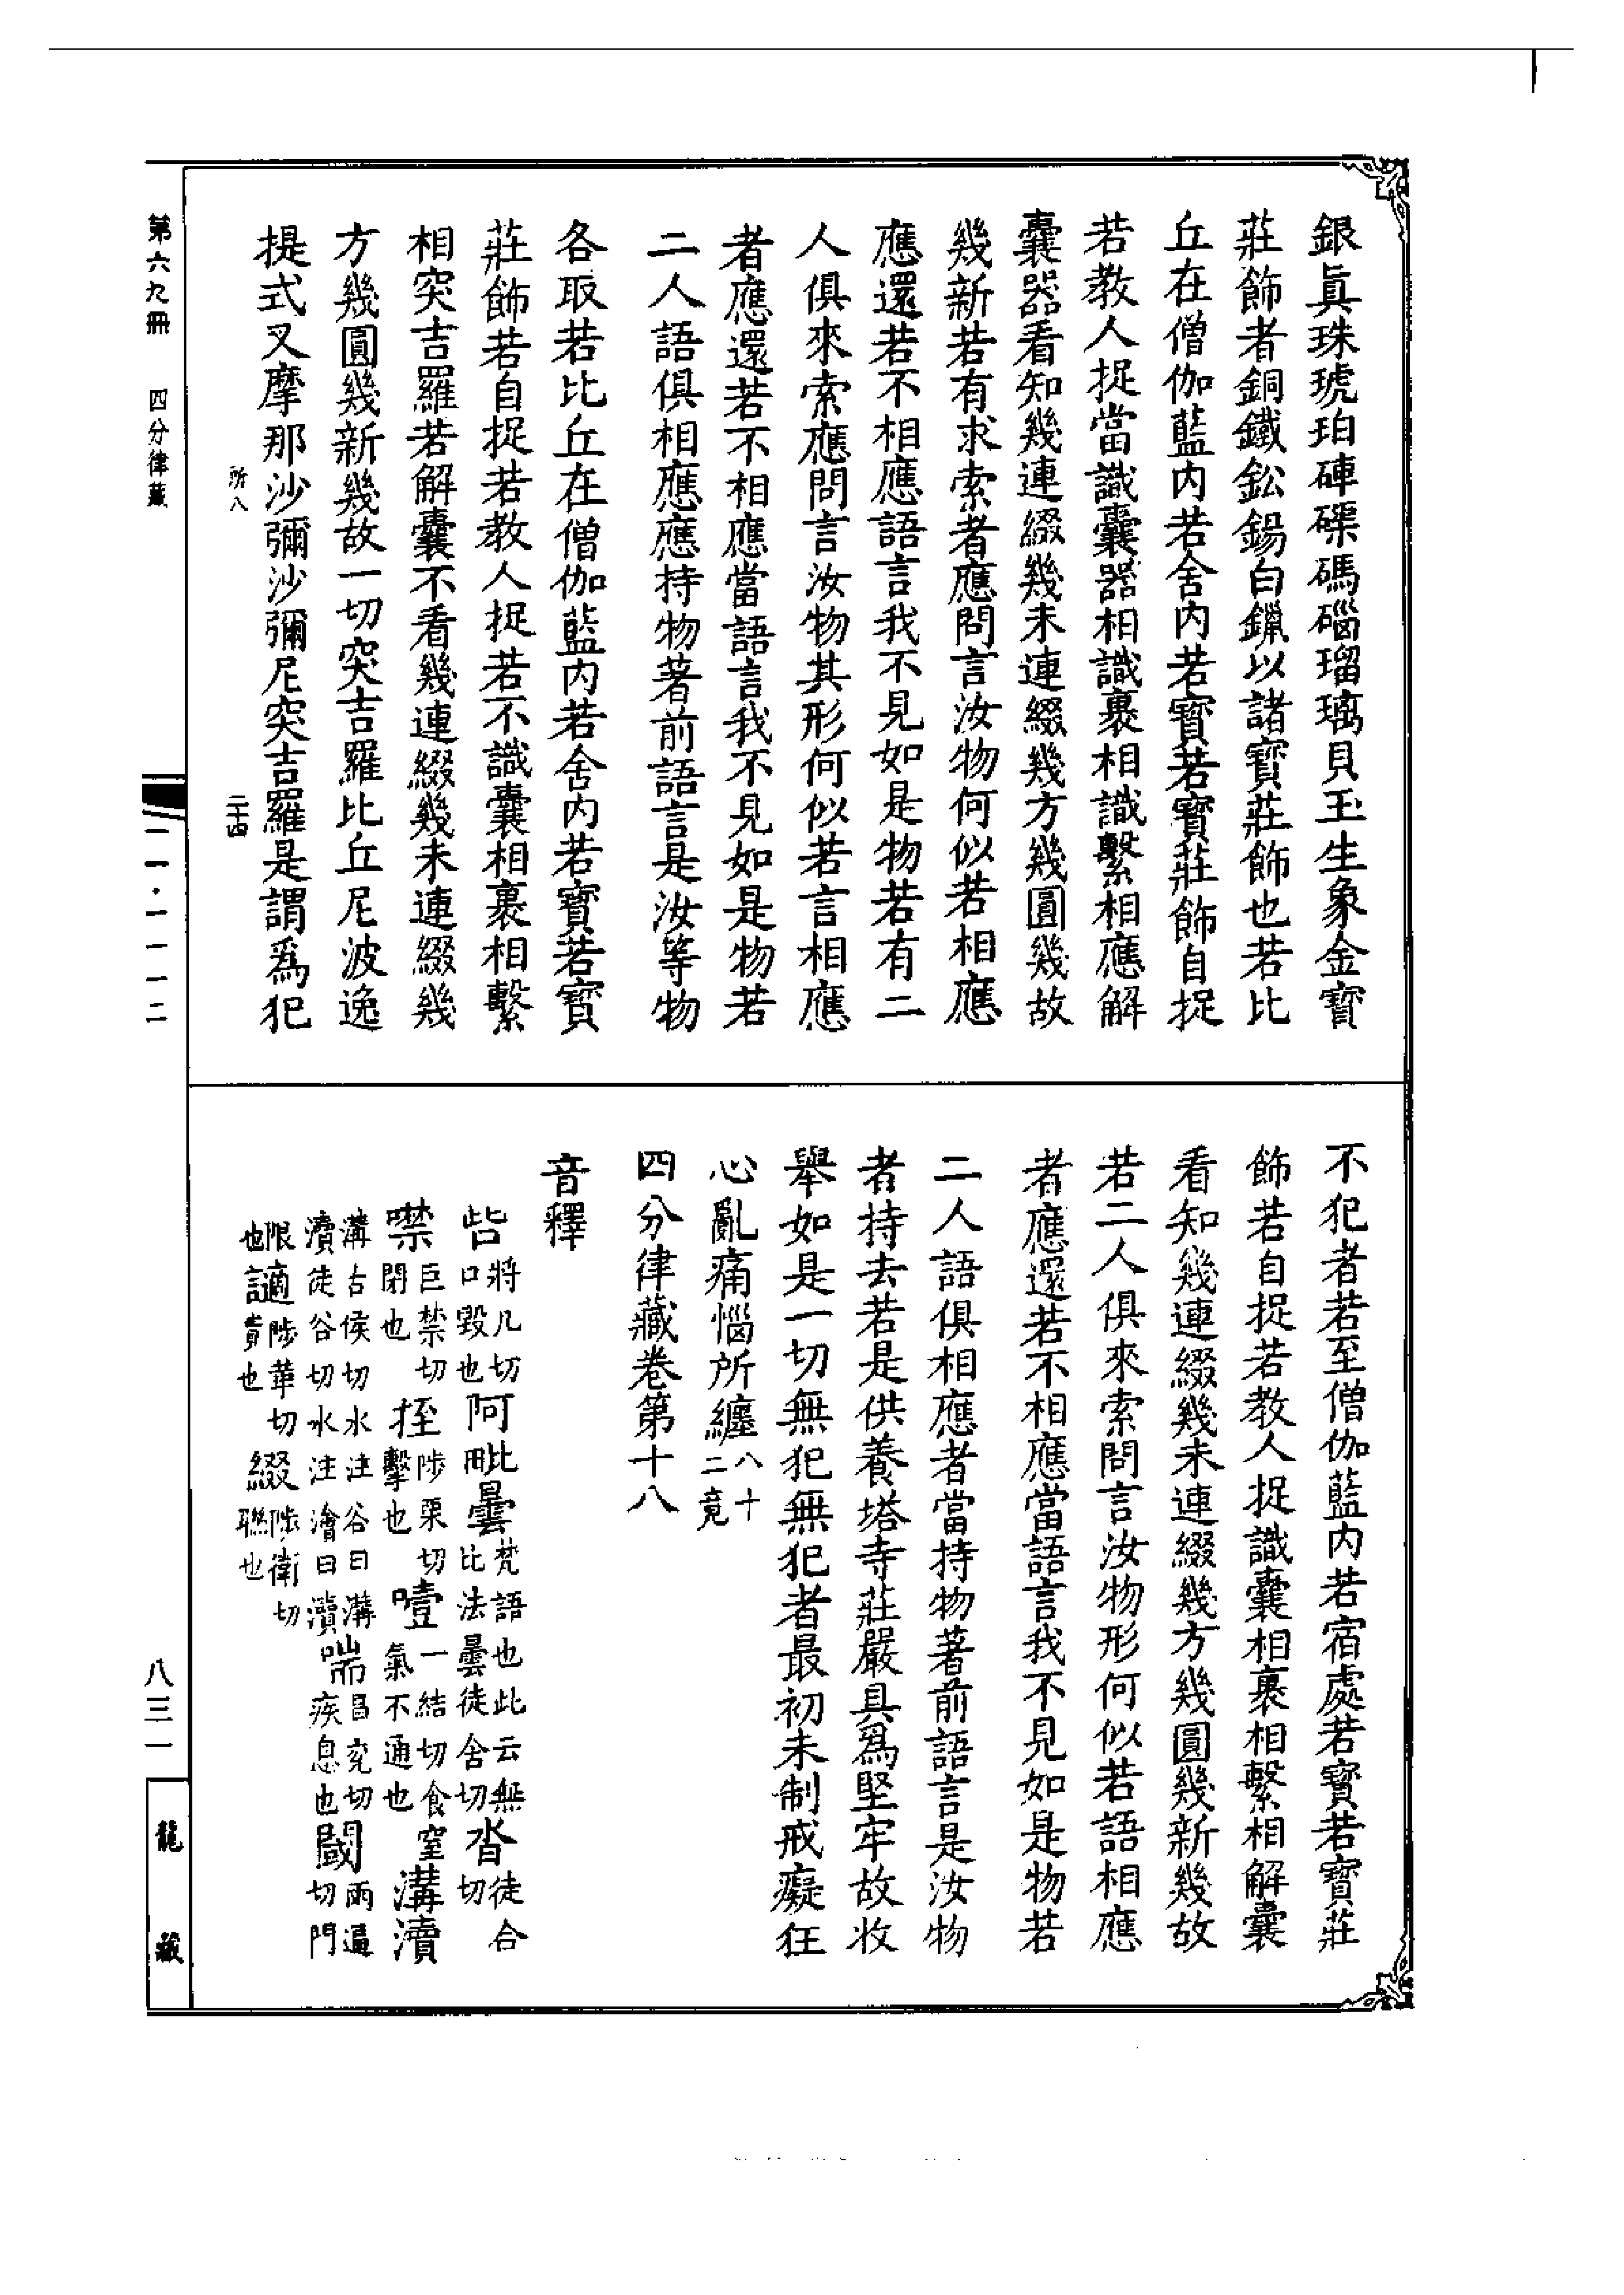 銀眞珠琥珀硨磲碼碯瑠璃貝玉生象金寶
莊飾者銅鐵鈆錫白鑞以諸寶莊飾也若比
丘在僧伽藍內若舍內若寶若寶莊飾自捉
若教人捉當識囊器相識裹相識繫相應解
囊器看知幾連綴幾未連綴幾方幾圓幾故
幾新若有求索者應問言汝物何似若相應
應還若不相應語言我不見如是物若有二
人俱來索應問言汝物其形何似若言相應
者應還若不相應當語言我不見如是物若
二人語俱相應應持物著前語言是汝等物
各取若比丘在僧伽藍內若舍內若寶若寶
莊飾若自捉若教人捉若不識囊相裹相繫
相突吉羅若解囊不看幾連綴幾未連綴幾
方幾圓幾新幾故一切突吉羅比丘尼波逸
提式叉摩那沙彌沙彌尼突吉羅是謂爲犯
不犯者若至僧伽藍內若宿處若寶若寶莊
飾若自捉若教人捉識囊相裹相繫相解囊
看知幾連綴幾未連綴幾方幾圓幾新幾故
若二人俱來索問言汝物形何似若語相應
者應還若不相應當語言我不見如是物若
二人語俱相應者當持物著前語言是汝物
者持去若是供養塔寺莊嚴具爲堅牢故收
舉如是一切無犯無犯者最初未制戒癡狂
心亂痛惱所纏八十二竟
四分律藏卷第十八
音釋
呰將几切口毀也阿毗曇梵語也此云無比法曇徒舍切沓徒合切
噤巨禁切閉也挃陟栗切擊也噎一結切食窒氣不通也溝瀆
溝古侯切水注谷曰溝瀆徒谷切水注澮曰瀆喘昌兖切疾息也闕兩逼切門
限也謫陟革切責也綴陟衛切聯也
所八
二十四
第六九冊 四分律藏
一一·一一一二
八三一
龍藏